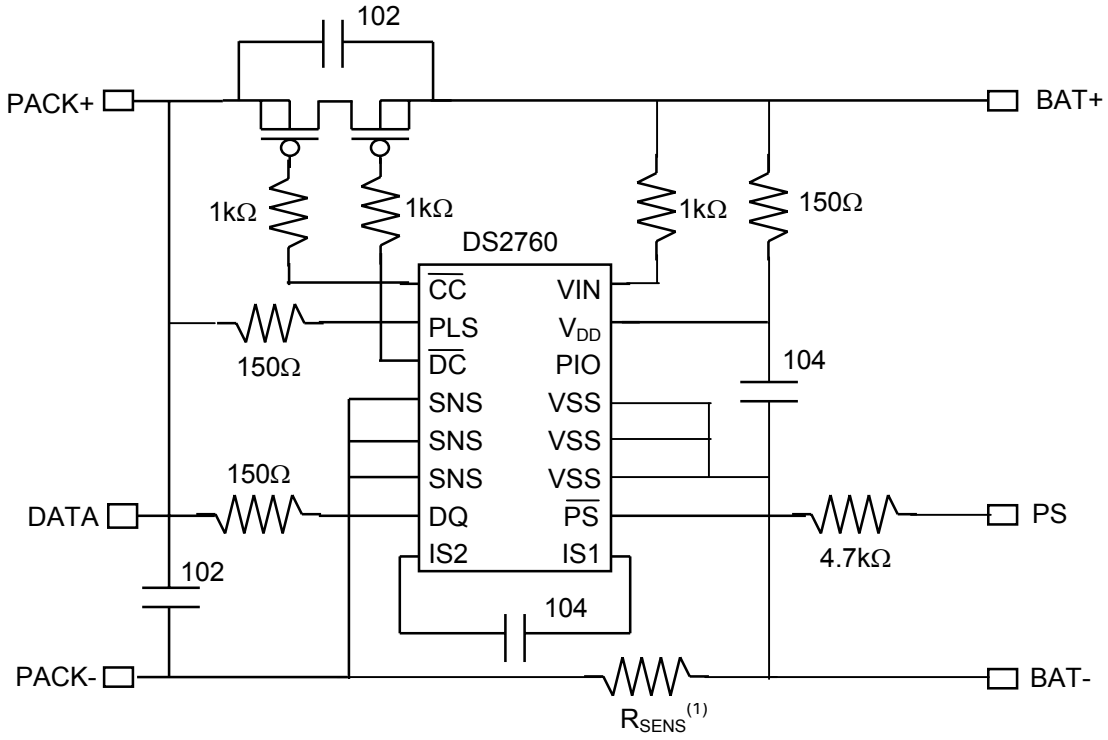 102
PACK+
BAT+
1kΩ
1kΩ
1kΩ
150Ω
DS2760
CC
VIN
PLS
VDD
150Ω
DC
PIO
104
SNS
VSS
SNS
VSS
150Ω
SNS
VSS
DATA
DQ
PS
PS
IS2
IS1
4.7kΩ
102
104
PACK-
BAT-
RSENS(1)